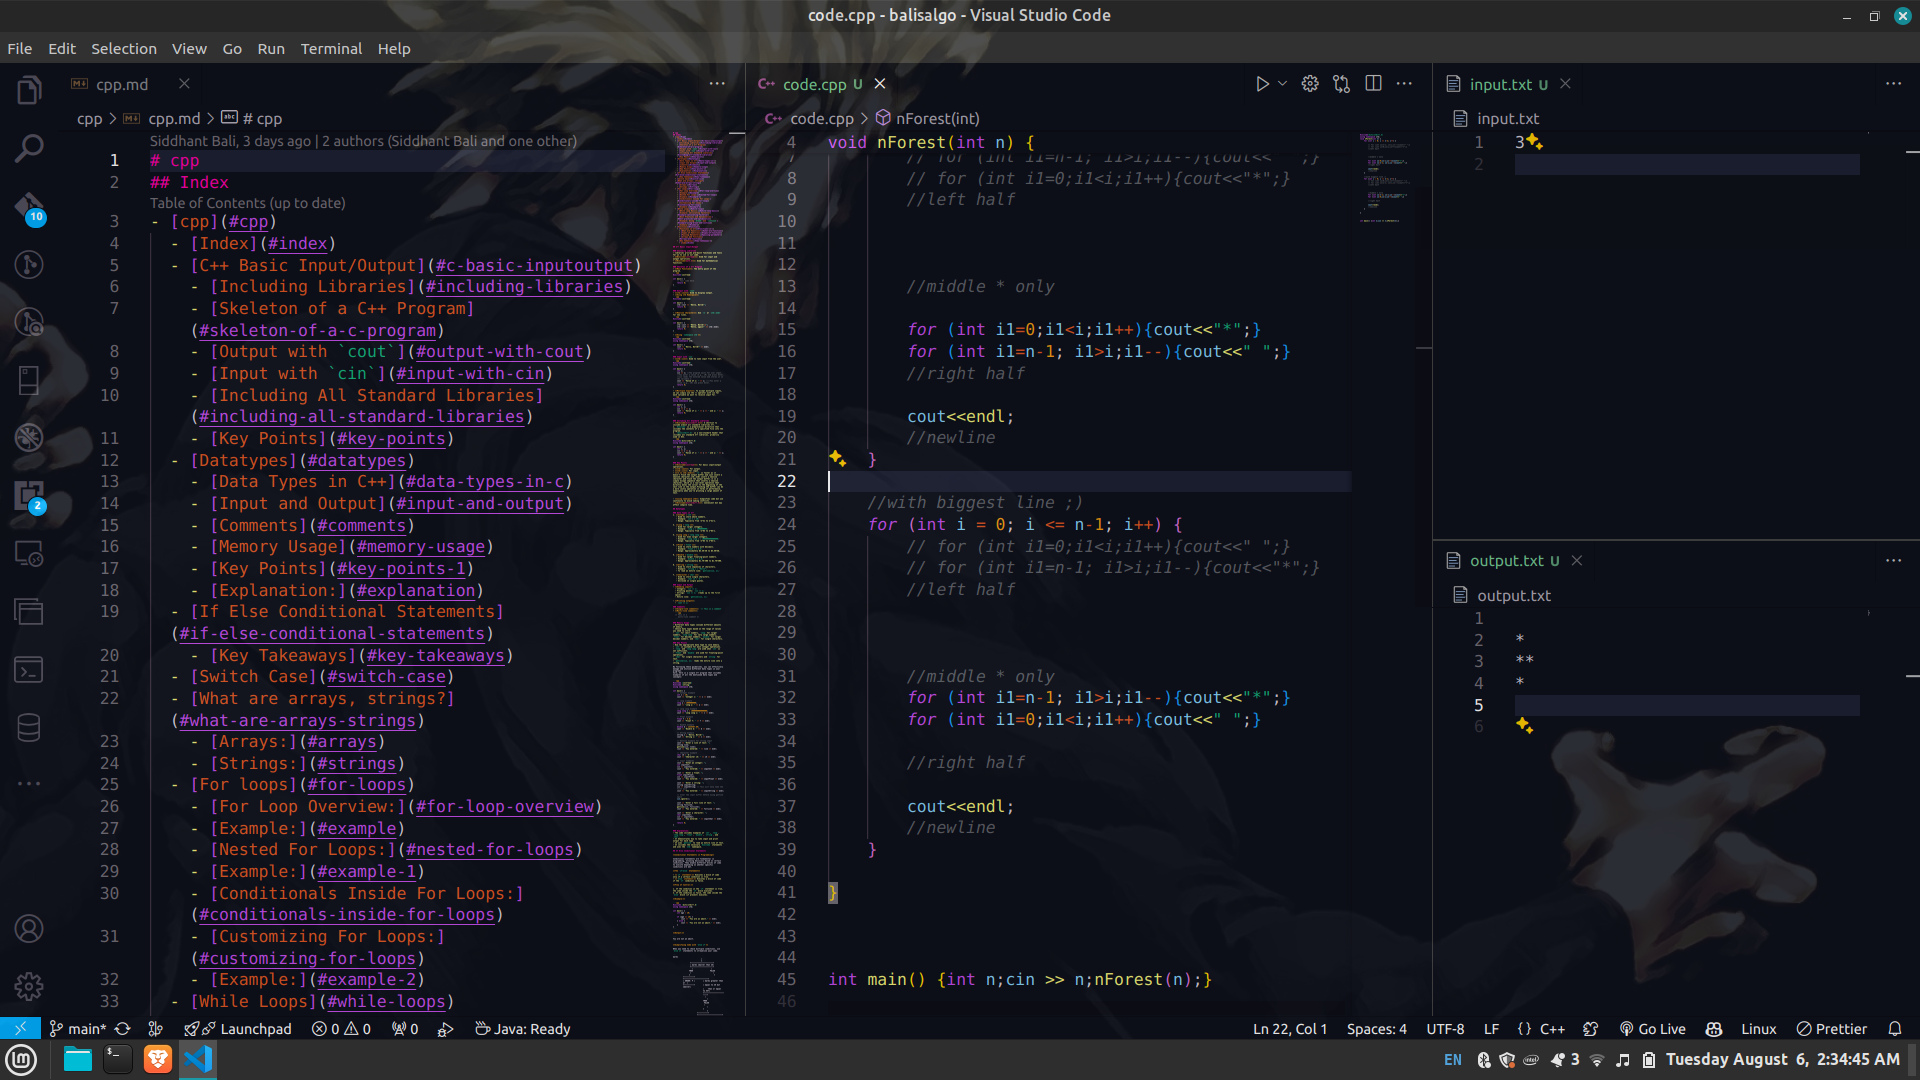 code.cpp - balisalgo - Visual Studio Code
File Edit Selection View Go Run Terminal Help
cpp.md
cpp > cpp.md > # cpp
Siddhant Bali, 3 days ago | 2 authors (Siddhant Bali and one other)
1 # cpp
2 ## Index
Table of Contents (up to date)
3 - [cpp](#cpp)
4 - [Index](#index)
5 - [C++ Basic Input/Output](#c-basic-inputoutput)
6 - [Including Libraries](#including-libraries)
7 - [Skeleton of a C++ Program]
(#skeleton-of-a-c-program)
8 - [Output with `cout`](#output-with-cout)
9 - [Input with `cin`](#input-with-cin)
10 - [Including All Standard Libraries]
(#including-all-standard-libraries)
11 - [Key Points](#key-points)
12 - [Datatypes](#datatypes)
13 - [Data Types in C++](#data-types-in-c)
14 - [Input and Output](#input-and-output)
15 - [Comments](#comments)
16 - [Memory Usage](#memory-usage)
17 - [Key Points](#key-points-1)
18 - [Explanation:](#explanation)
19 - [If Else Conditional Statements]
(#if-else-conditional-statements)
20 - [Key Takeaways](#key-takeaways)
21 - [Switch Case](#switch-case)
22 - [What are arrays, strings?]
(#what-are-arrays-strings)
23 - [Arrays:](#arrays)
24 - [Strings:](#strings)
25 - [For loops](#for-loops)
26 - [For Loop Overview:](#for-loop-overview)
27 - [Example:](#example)
28 - [Nested For Loops:](#nested-for-loops)
29 - [Example:](#example-1)
30 - [Conditionals Inside For Loops:]
(#conditionals-inside-for-loops)
31 - [Customizing For Loops:]
(#customizing-for-loops)
32 - [Example:](#example-2)
33 - [While Loops](#while-loops)
10
2
code.cpp U
code.cpp > nForest(int)
4 void nForest(int n) {
7 // for (int i1=n-1; i1>i;i1--){cout<<" ";}
8 // for (int i1=0;i1<i;i1++){cout<<"*";}
9 //left half
10
11
12
13 //middle * only
14
15 for (int i1=0;i1<i;i1++){cout<<"*";}
16 for (int i1=n-1; i1>i;i1--){cout<<" ";}
17 //right half
18
19 cout<<endl;
20 //newline
21 }
22
23 //with biggest line ;)
24 for (int i = 0; i <= n-1; i++) {
25 // for (int i1=0;i1<i;i1++){cout<<" ";}
26 // for (int i1=n-1; i1>i;i1--){cout<<"*";}
27 //left half
28
29
30
31 //middle * only
32 for (int i1=n-1; i1>i;i1--){cout<<"*";}
33 for (int i1=0;i1<i;i1++){cout<<" ";}
34
35 //right half
36
37 cout<<endl;
38 //newline
39 }
40
41 }
42
43
44
45 int main() {int n;cin >> n;nForest(n);}
46
input.txt U
input.txt
1 3
2
output.txt U
output.txt
1
2 *
3 **
4 *
5
6
main* Launchpad 0 0 0 Java: Ready
Ln 22, Col 1 Spaces: 4 UTF-8 LF {} C++ Go Live Linux Prettier
EN 3 Tuesday August 6, 2:34:45 AM